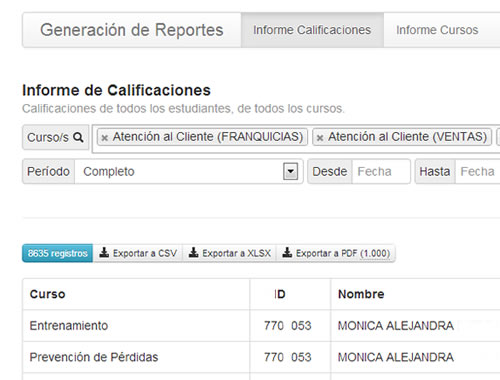 Generación de Reportes Informe Calificaciones Informe Cursos
Informe de Calificaciones
Calificaciones de todos los estudiantes, de todos los cursos.
Curso/s × Atención al Cliente (FRANQUICIAS) × Atención al Cliente (VENTAS)
Período Completo Desde Fecha Hasta Fecha
8635 registros Exportar a CSV Exportar a XLSX Exportar a PDF (1.000)
Curso ID Nombre
Entrenamiento 770 053 MONICA ALEJANDRA
Prevención de Pérdidas 770 053 MONICA ALEJANDRA